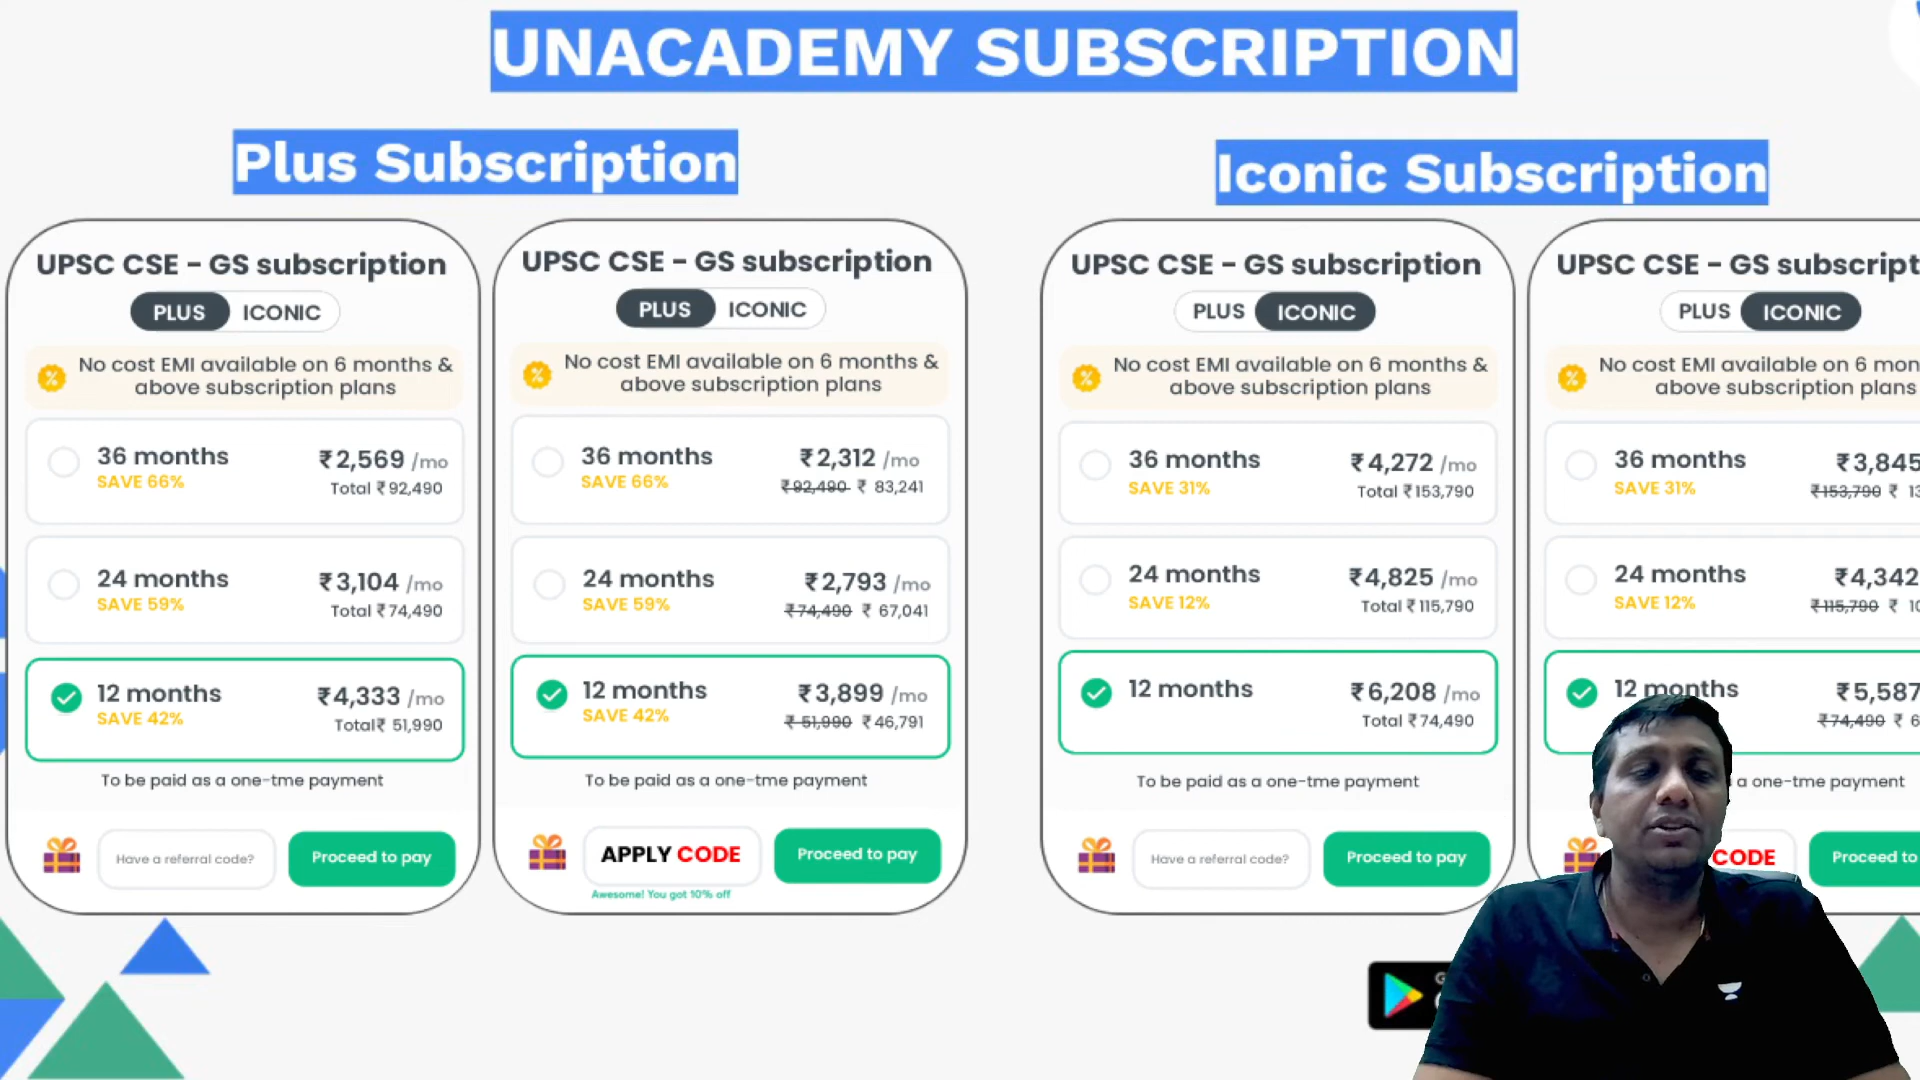 UNACADEMY SUBSCRIPTION
Plus Subscription
Iconic Subscription
UPSC CSE - GS subscription
PLUS ICONIC
No cost EMI available on 6 months &
above subscription plans
36 months ₹2,569 /mo
SAVE 66% Total ₹92,490
24 months ₹3,104 /mo
SAVE 59% Total ₹74,490
12 months ₹4,333 /mo
SAVE 42% Total₹ 51,990
To be paid as a one-tme payment
Have a referral code? Proceed to pay
UPSC CSE - GS subscription
PLUS ICONIC
No cost EMI available on 6 months &
above subscription plans
36 months ₹2,312 /mo
SAVE 66% ₹92,490 ₹ 83,241
24 months ₹2,793 /mo
SAVE 59% ₹74,490 ₹ 67,041
12 months ₹3,899 /mo
SAVE 42% ₹ 51,990 ₹46,791
To be paid as a one-tme payment
APPLY CODE Proceed to pay
Awesome! You got 10% off
UPSC CSE - GS subscription
PLUS ICONIC
No cost EMI available on 6 months &
above subscription plans
36 months ₹4,272 /mo
SAVE 31% Total ₹153,790
24 months ₹4,825 /mo
SAVE 12% Total ₹115,790
12 months ₹6,208 /mo
Total ₹74,490
To be paid as a one-tme payment
Have a referral code? Proceed to pay
UPSC CSE - GS
PLUS ICONIC
No cost EMI available on 6
above subscription plans
36 months ₹3,845
SAVE 31% ₹153,790 ₹
24 months ₹4,342
SAVE 12% ₹115,790 ₹
12 months ₹5,587
₹74,490 ₹
a one-tme payment
CODE Proceed to